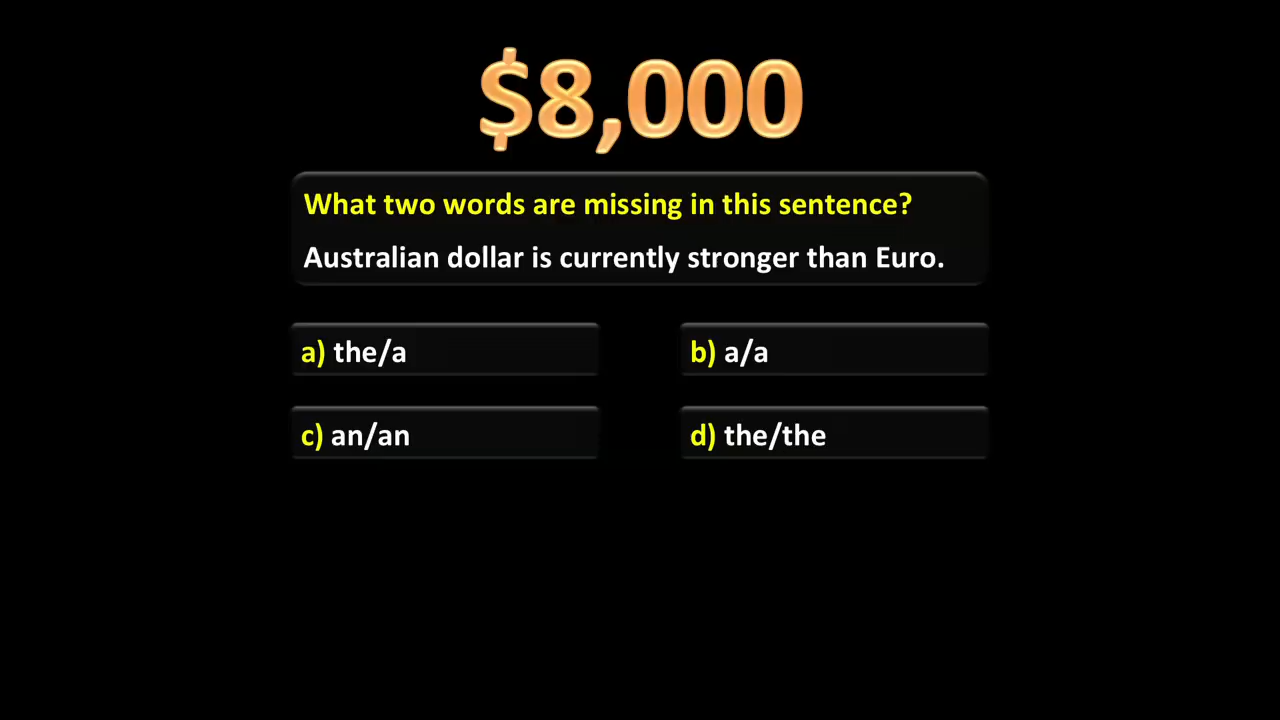 $8,000
What two words are missing in this sentence?
Australian dollar is currently stronger than Euro.
a) the/a
b) a/a
c) an/an
d) the/the